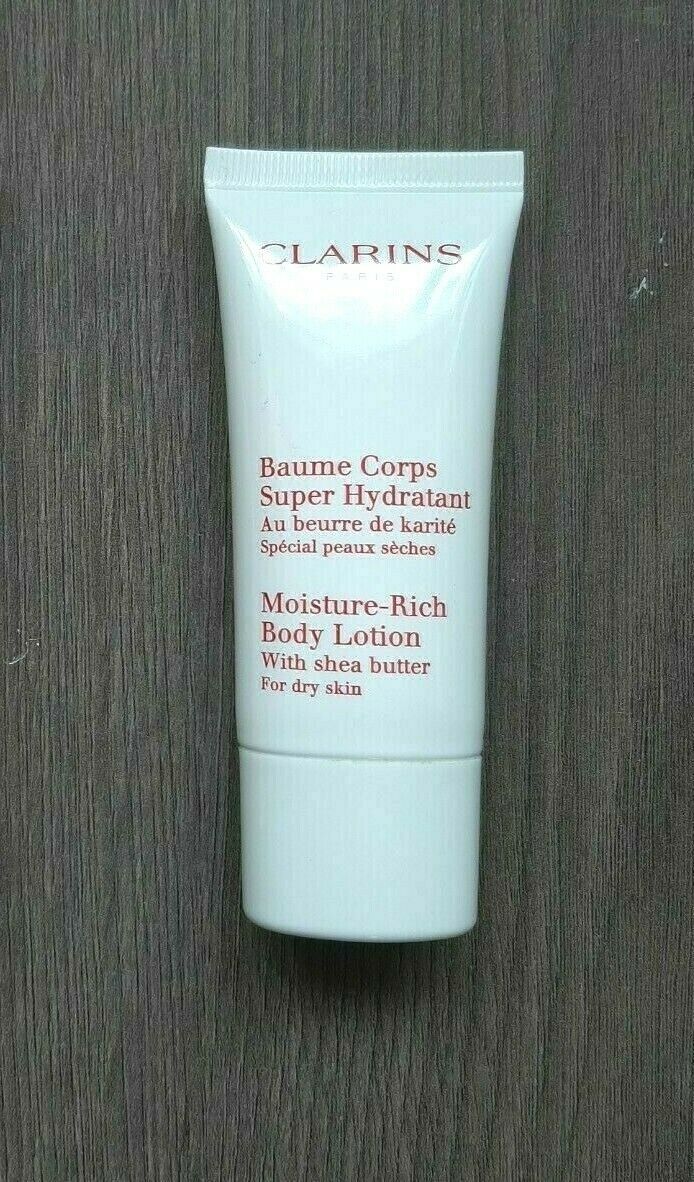 CLARINS
PARIS
Baume Corps
Super Hydratant
Au beurre de karité
Spécial peaux sèches
Moisture-Rich
Body Lotion
With shea butter
For dry skin